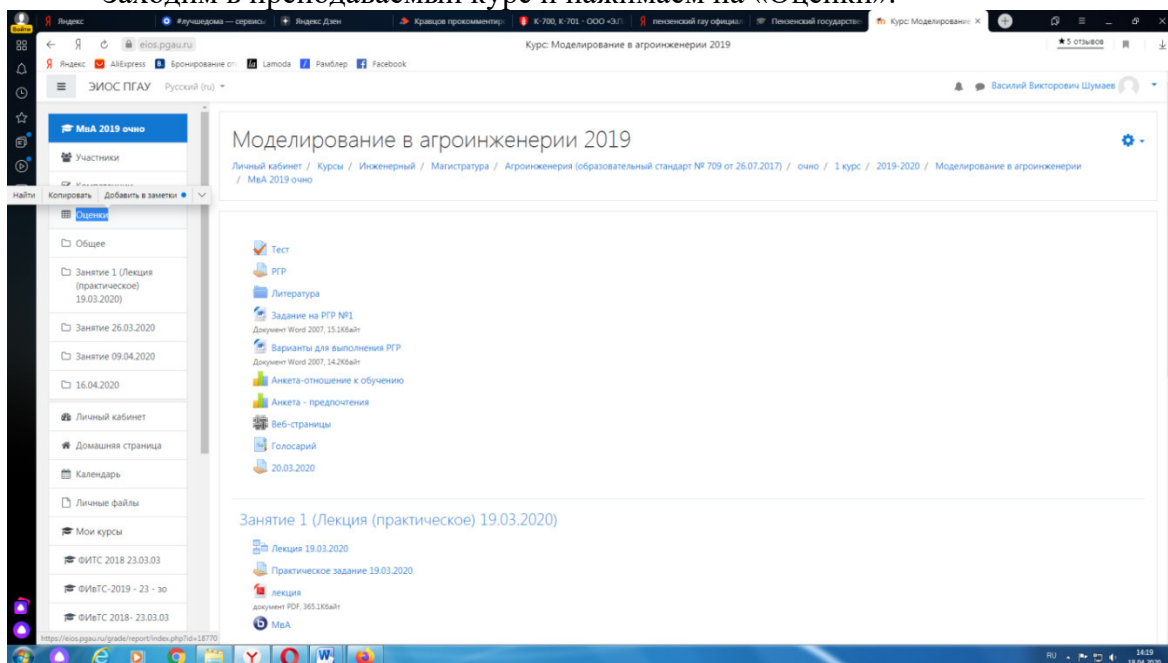 Заходим в преподаваемый курс и нажимаем на «Оценки».
Войти
Яндекс
#лучшедома — сервисы
Яндекс Дзен
Кравцов прокомментиро
К-700, К-701 - ООО «ЗЛ
пензенский гау официал
Пензенский государстве
Курс: Моделирование
eios.pgau.ru
Курс: Моделирование в агроинженерии 2019
★ 5 отзывов
Яндекс
AliExpress
Бронирование от
Lamoda
Рамблер
Facebook
ЭИОС ПГАУ
Русский (ru)
Василий Викторович Шумаев
МвА 2019 очно
Участники
Найти
Копировать
Добавить в заметки
Оценки
Общее
Занятие 1 (Лекция
(практическое)
19.03.2020)
Занятие 26.03.2020
Занятие 09.04.2020
16.04.2020
Личный кабинет
Домашняя страница
Календарь
Личные файлы
Мои курсы
ФИТС 2018 23.03.03
ФИвТС-2019 - 23 - зо
ФИвТС 2018- 23.03.03
https://eios.pgau.ru/grade/report/index.php?id=18770
Моделирование в агроинженерии 2019
Личный кабинет / Курсы / Инженерный / Магистратура / Агроинженерия (образовательный стандарт № 709 от 26.07.2017) / очно / 1 курс / 2019-2020 / Моделирование в агроинженерии
/ МвА 2019 очно
Тест
РГР
Литература
Задание на РГР №1
Документ Word 2007, 15.1Кбайт
Варианты для выполнения РГР
Документ Word 2007, 14.2Кбайт
Анкета-отношение к обучению
Анкета - предпочтения
Веб-страницы
Голосарий
20.03.2020
Занятие 1 (Лекция (практическое) 19.03.2020)
Лекция 19.03.2020
Практическое задание 19.03.2020
лекция
документ PDF, 365.1Кбайт
МвА
RU
14:19
18.04.2020